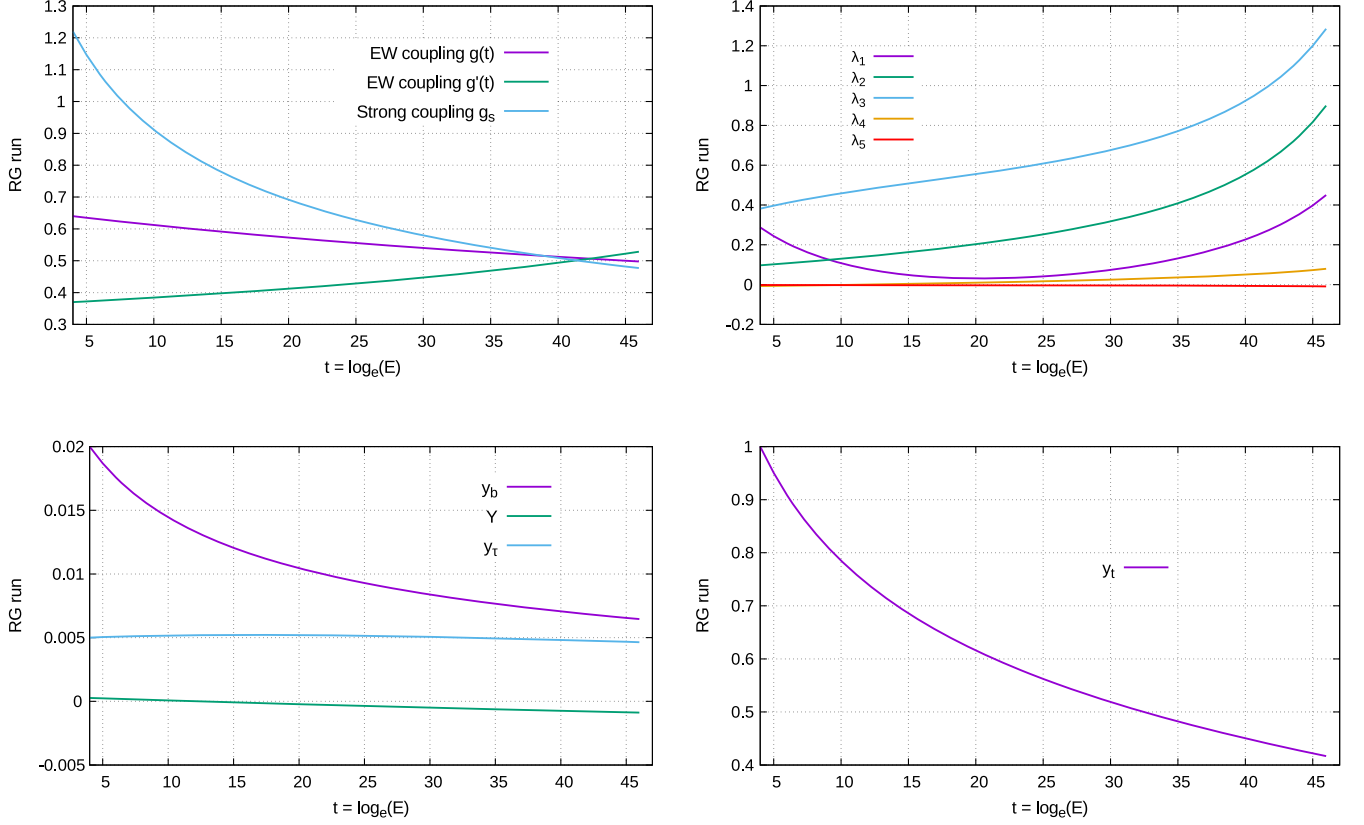 1.3
1.2
1.1
1
0.9
0.8
0.7
0.6
0.5
0.4
0.3
RG run
EW coupling g(t)
EW coupling g'(t)
Strong coupling gₛ
5 10 15 20 25 30 35 40 45
t = logₑ(E)
1.4
1.2
1
0.8
0.6
0.4
0.2
0
-0.2
RG run
λ₁
λ₂
λ₃
λ₄
λ₅
5 10 15 20 25 30 35 40 45
t = logₑ(E)
0.02
0.015
0.01
0.005
0
-0.005
RG run
y_b
Y
y_τ
5 10 15 20 25 30 35 40 45
t = logₑ(E)
1
0.9
0.8
0.7
0.6
0.5
0.4
RG run
yₜ
5 10 15 20 25 30 35 40 45
t = logₑ(E)